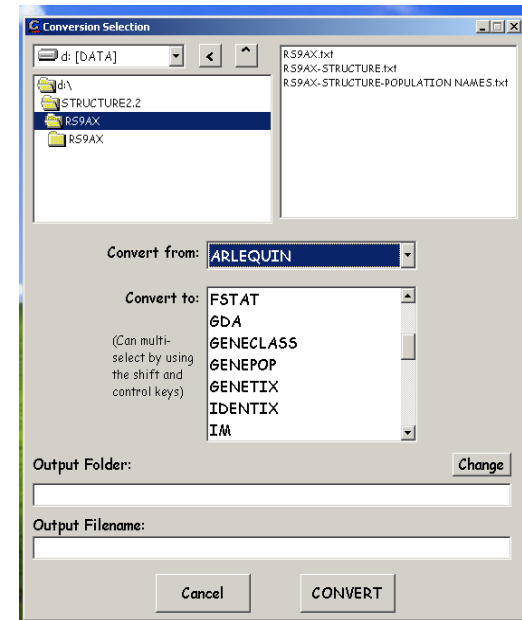 Conversion Selection
d: [DATA]
<
^
d:\
STRUCTURE2.2
RS9AX
RS9AX
RS9AX.txt
RS9AX-STRUCTURE.txt
RS9AX-STRUCTURE-POPULATION NAMES.txt
Convert from:
ARLEQUIN
Convert to:
(Can multi-
select by using
the shift and
control keys)
FSTAT
GDA
GENECLASS
GENEPOP
GENETIX
IDENTIX
IM
Output Folder:
Change
Output Filename:
Cancel
CONVERT